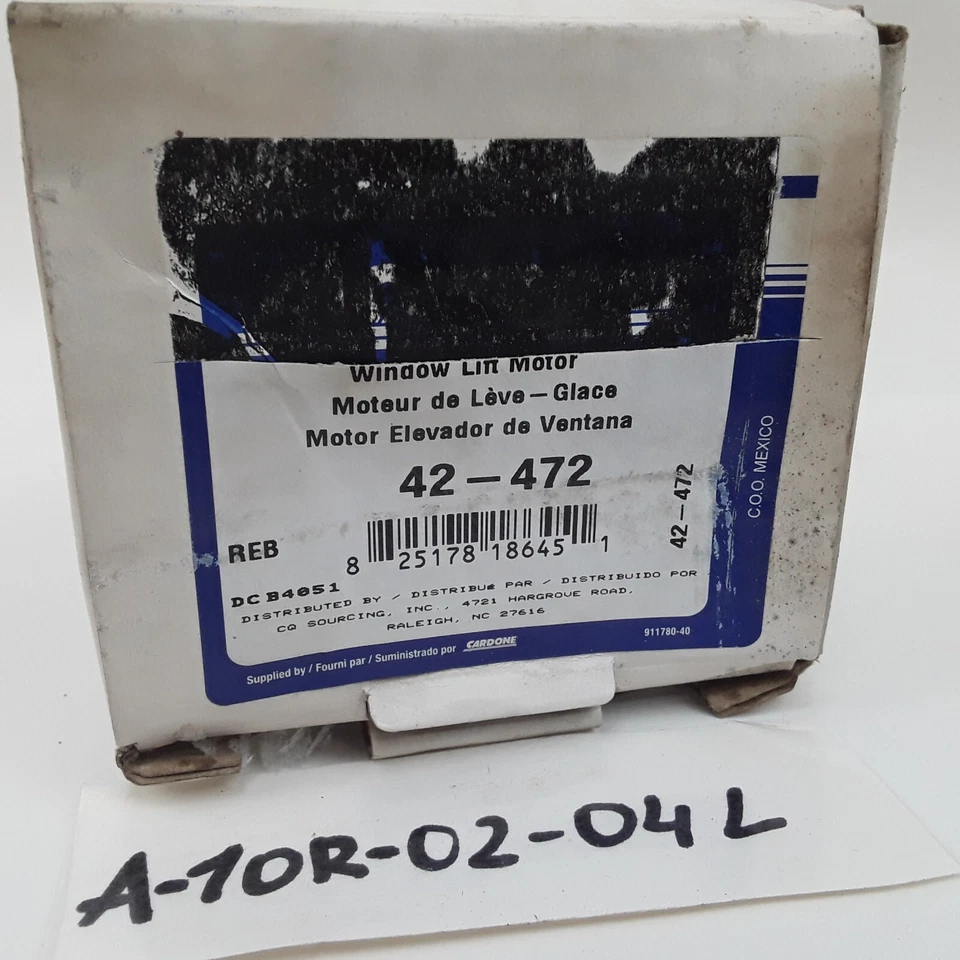 Window Lift Motor
Moteur de Lève-Glace
Motor Elevador de Ventana
42-472
42-472
C.O.O. MEXICO
REB
8 25178 18645 1
DC B4051
DISTRIBUTED BY / DISTRIBUÉ PAR / DISTRIBUIDO POR
CQ SOURCING, INC., 4721 HARGROVE ROAD,
RALEIGH, NC 27616
911780-40
Supplied by / Fourni par / Suministrado por CARDONE
A-10R-02-04 L